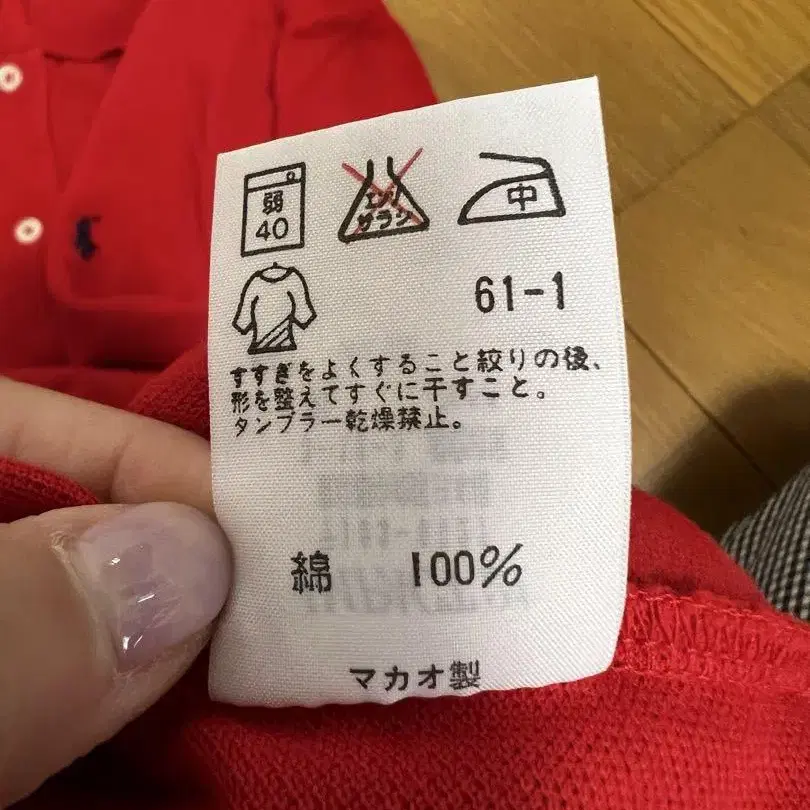 弱
40
エンソ
サラシ
中
61-1
すすぎをよくすること絞りの後、
形を整えてすぐに干すこと。
タンブラー乾燥禁止。
綿 100%
マカオ製